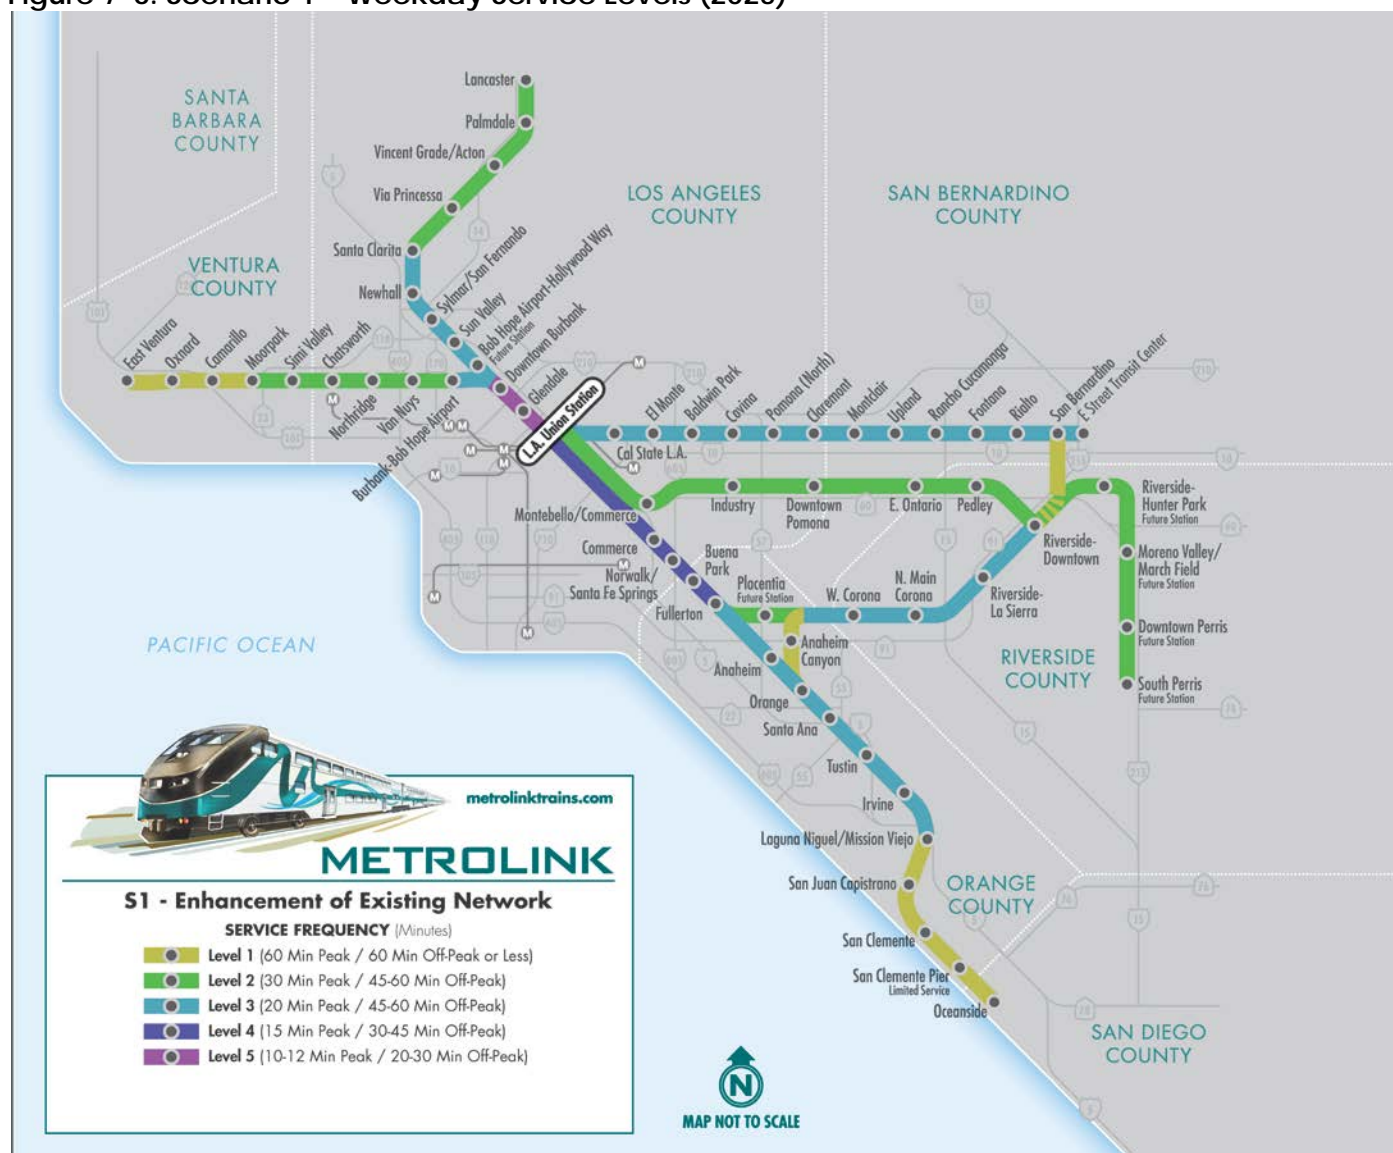 Figure 7-6: Scenario 1 – Weekday Service Levels (2025)
SANTA
BARBARA
COUNTY
Lancaster
Palmdale
Vincent Grade/Acton
Via Princessa
Santa Clarita
Newhall
LOS ANGELES
COUNTY
SAN BERNARDINO
COUNTY
VENTURA
COUNTY
Sylmar/San Fernando
Sun Valley
Bob Hope Airport-Hollywood Way
Future Station
Downtown Burbank
Glendale
L.A. Union Station
East Ventura
Oxnard
Camarillo
Moorpark
Simi Valley
Chatsworth
Northridge
Van Nuys
Burbank-Bob Hope Airport
Cal State L.A.
El Monte
Baldwin Park
Covina
Pomona (North)
Claremont
Montclair
Upland
Rancho Cucamonga
Fontana
Rialto
San Bernardino
E Street Transit Center
Montebello/Commerce
Industry
Downtown
Pomona
E. Ontario
Pedley
Riverside-
Hunter Park
Future Station
Riverside-
Downtown
Moreno Valley/
March Field
Future Station
Downtown Perris
Future Station
South Perris
Future Station
Commerce
Norwalk/
Santa Fe Springs
Buena
Park
Fullerton
Placentia
Future Station
W. Corona
N. Main
Corona
Riverside-
La Sierra
Anaheim
Canyon
RIVERSIDE
COUNTY
PACIFIC OCEAN
Anaheim
Orange
Santa Ana
Tustin
Irvine
Laguna Niguel/Mission Viejo
San Juan Capistrano
ORANGE
COUNTY
San Clemente
San Clemente Pier
Limited Service
Oceanside
SAN DIEGO
COUNTY
metrolinktrains.com
METROLINK
S1 - Enhancement of Existing Network
SERVICE FREQUENCY (Minutes)
Level 1 (60 Min Peak / 60 Min Off-Peak or Less)
Level 2 (30 Min Peak / 45-60 Min Off-Peak)
Level 3 (20 Min Peak / 45-60 Min Off-Peak)
Level 4 (15 Min Peak / 30-45 Min Off-Peak)
Level 5 (10-12 Min Peak / 20-30 Min Off-Peak)
N
MAP NOT TO SCALE